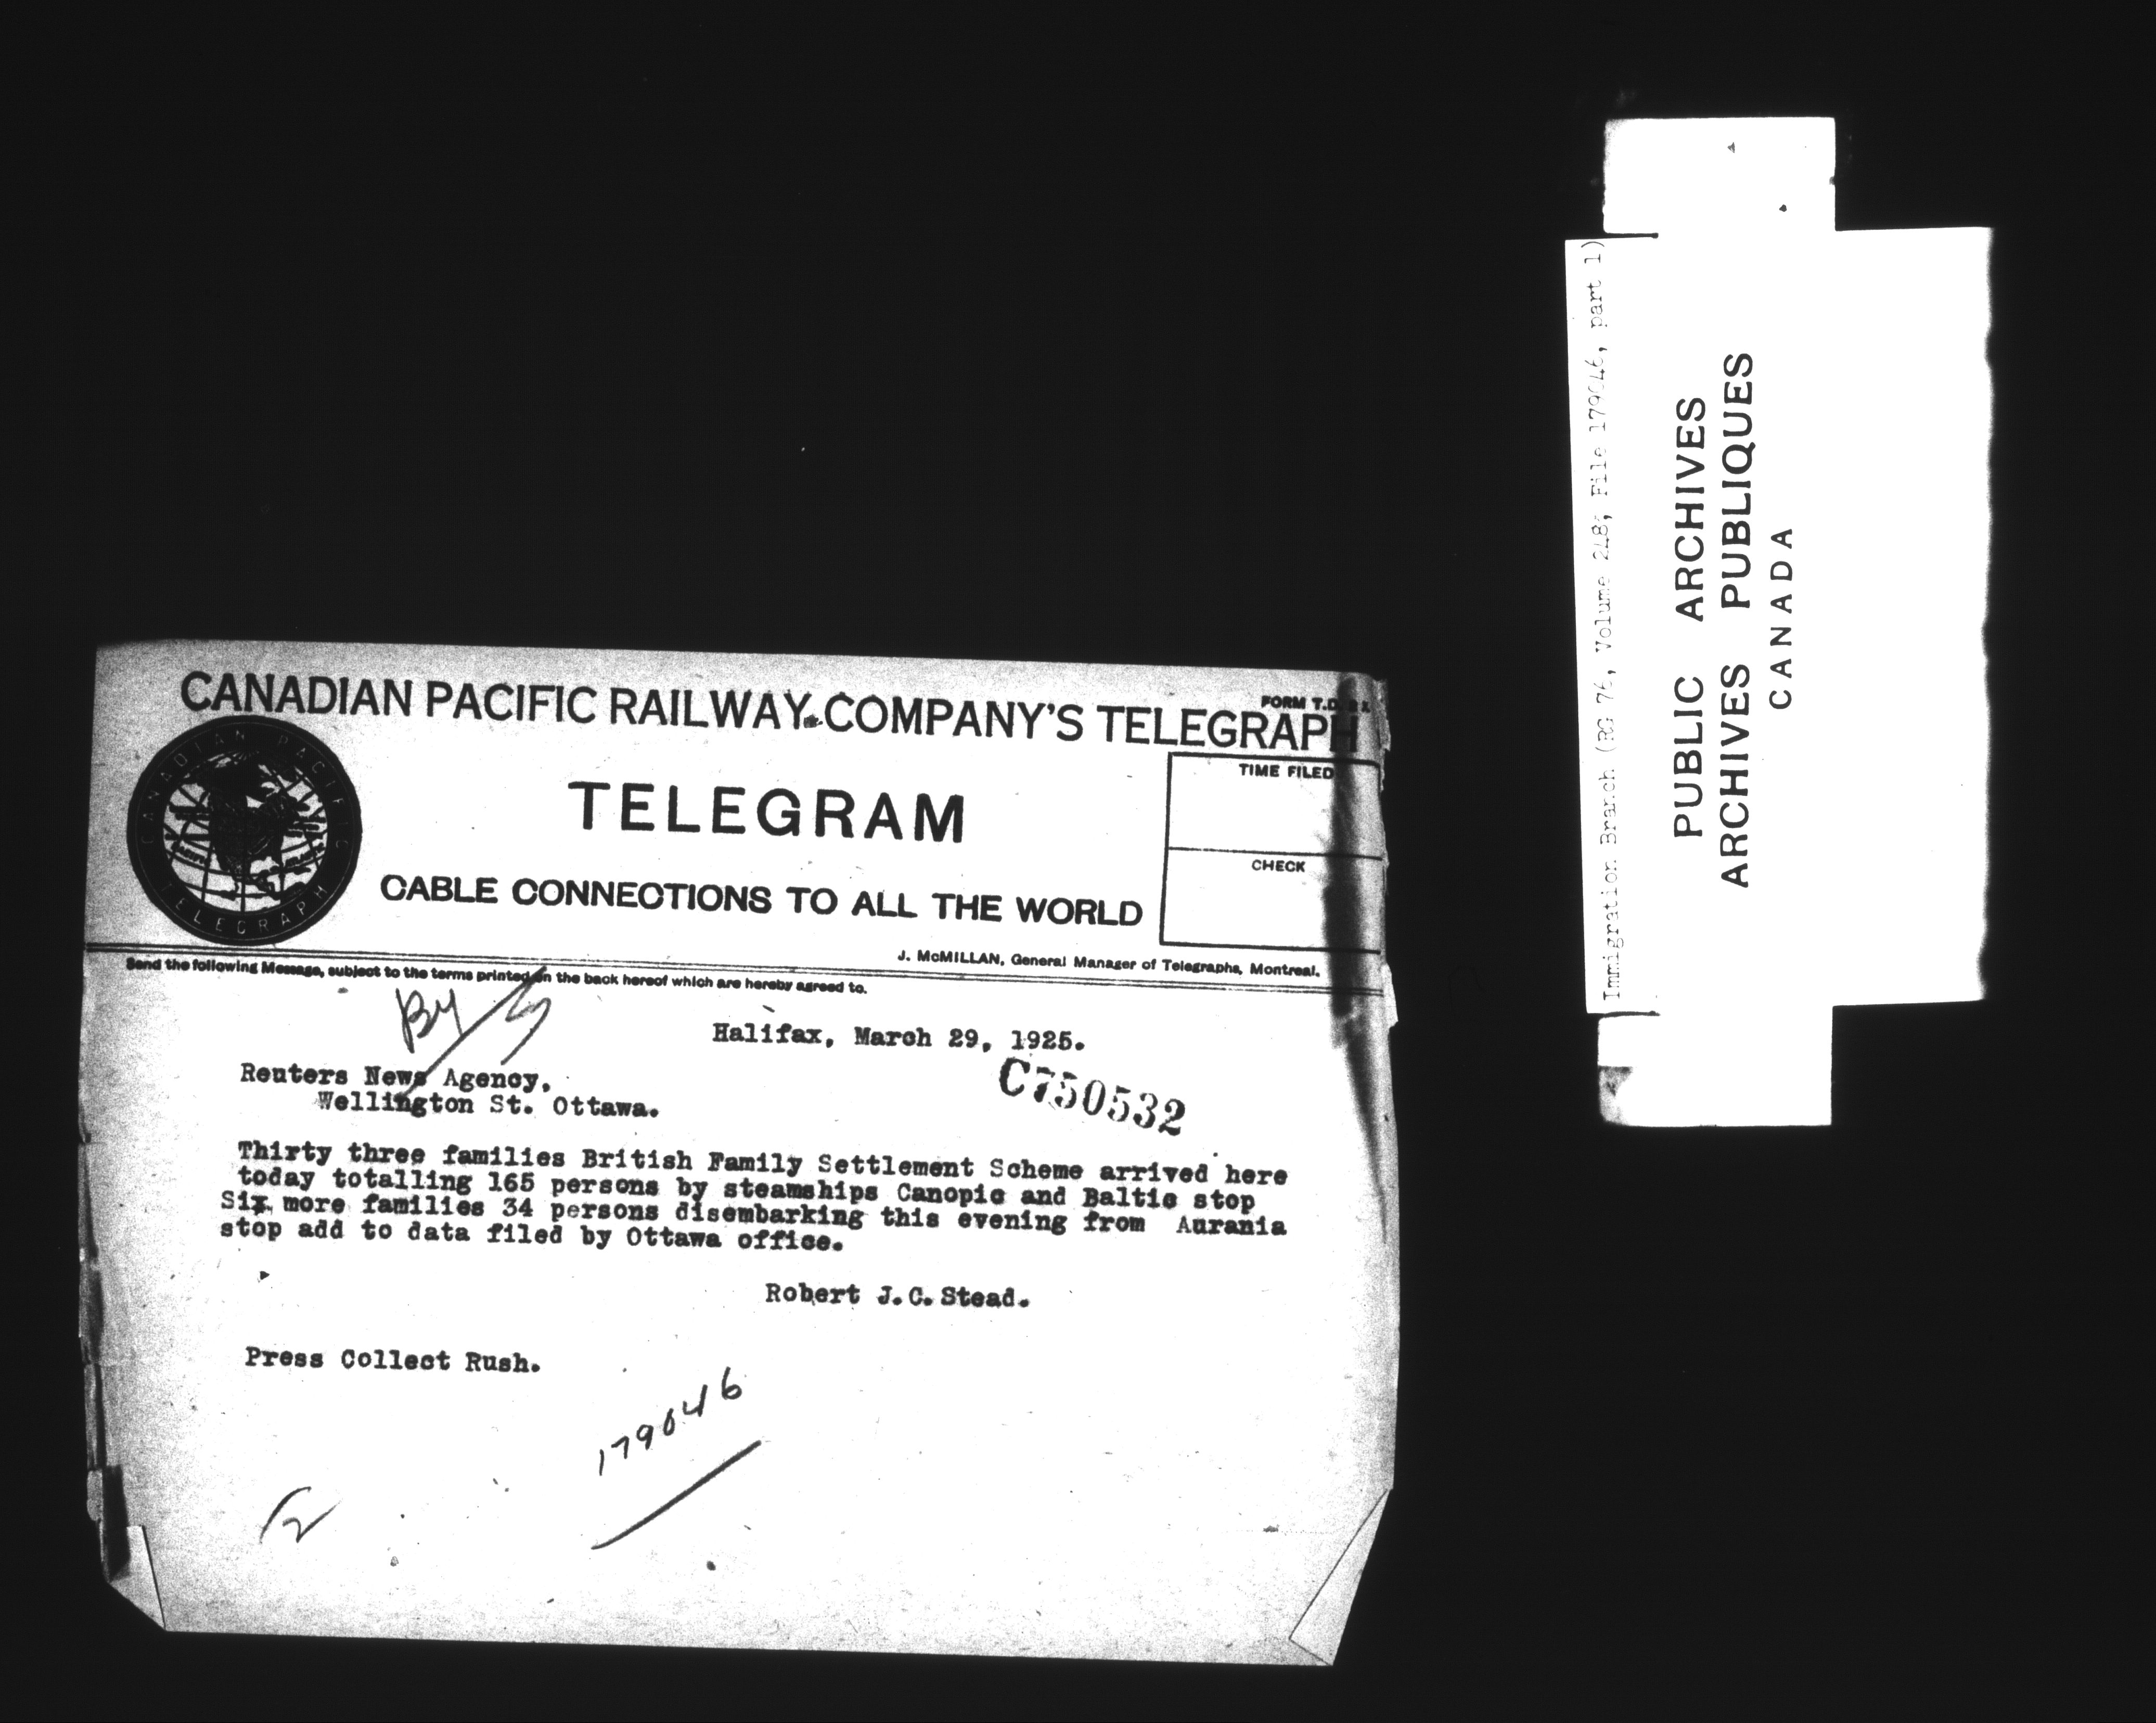 CANADIAN PACIFIC RAILWAY COMPANY'S TELEGRAPH
FORM T.D.
CANADIAN PACIFIC
TELEGRAPH
TELEGRAM
CABLE CONNECTIONS TO ALL THE WORLD
TIME FILED
CHECK
J. McMILLAN, General Manager of Telegraphs, Montreal.
Send the following Message, subject to the terms printed on the back hereof which are hereby agreed to.
By
Halifax, March 29, 1925.
Reuters News Agency,
Wellington St. Ottawa.
C750532
Thirty three families British Family Settlement Scheme arrived here
today totalling 165 persons by steamships Canopic and Baltic stop
Six more families 34 persons disembarking this evening from Aurania
stop add to data filed by Ottawa office.
Robert J.C. Stead.
Press Collect Rush.
179046
Immigration Branch (RG 76, Volume 248, File 179046, part 1)
PUBLIC ARCHIVES
ARCHIVES PUBLIQUES
CANADA